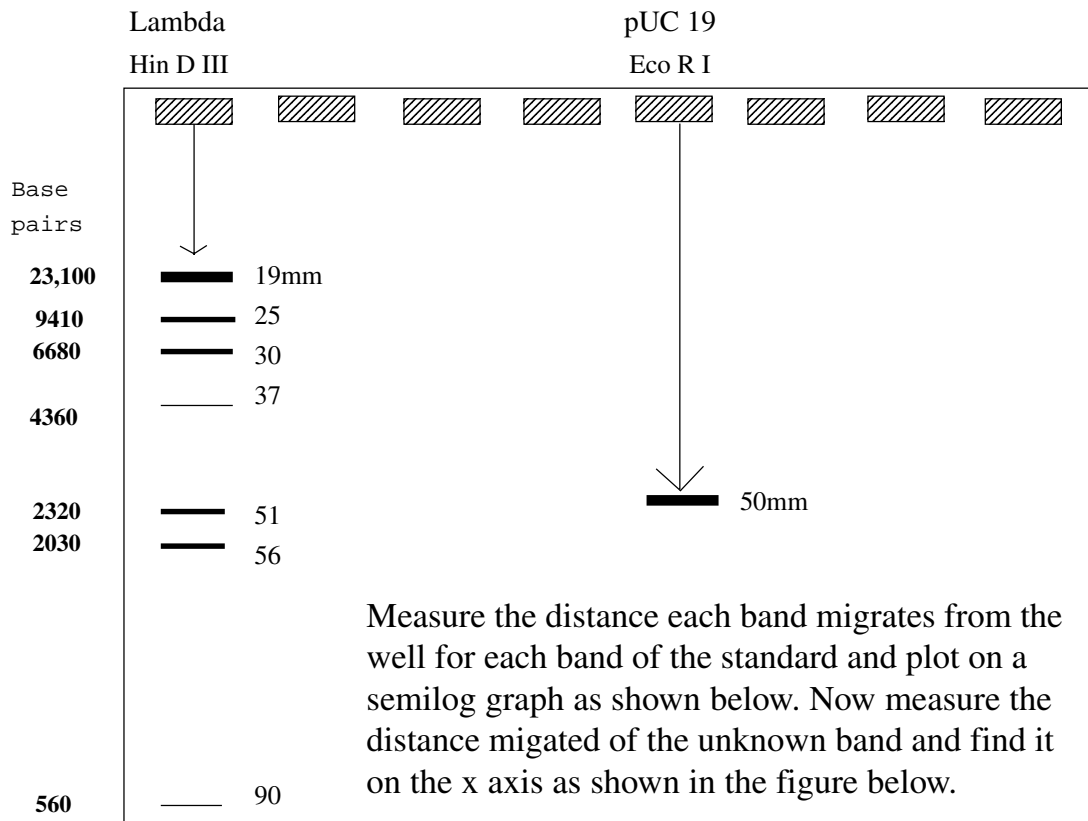 Lambda
pUC 19
Hin D III
Eco R I
Base
pairs
23,100
19mm
9410
25
6680
30
4360
37
50mm
2320
51
2030
56
Measure the distance each band migrates from the
well for each band of the standard and plot on a
semilog graph as shown below. Now measure the
distance migated of the unknown band and find it
on the x axis as shown in the figure below.
560
90